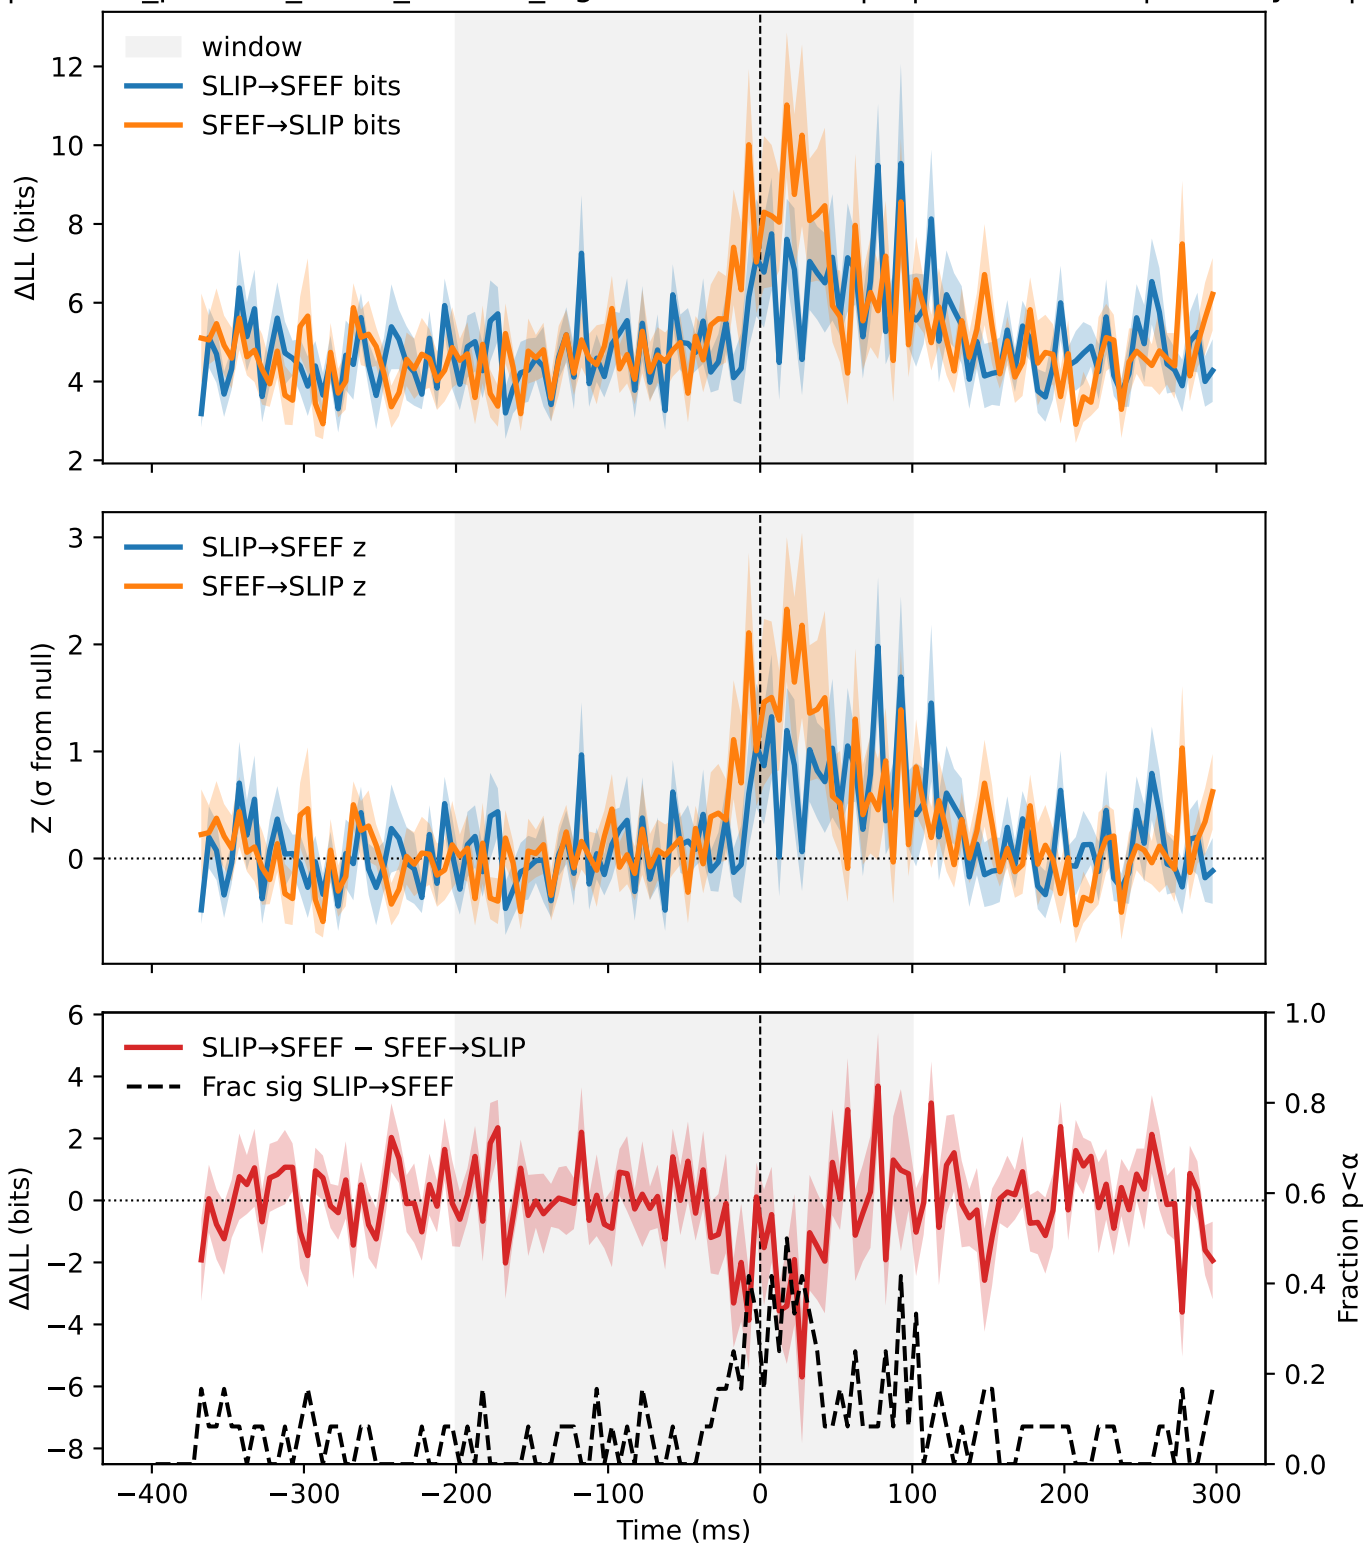 window
SLIP→SFEF bits
SFEF→SLIP bits
12
10
8
6
4
2
ΔLL (bits)
SLIP→SFEF z
SFEF→SLIP z
3
2
1
0
Z (σ from null)
SLIP→SFEF − SFEF→SLIP
Frac sig SLIP→SFEF
6
4
2
0
−2
−4
−6
−8
ΔΔLL (bits)
1.0
0.8
0.6
0.4
0.2
0.0
Fraction p<α
−400 −300 −200 −100 0 100 200 300
Time (ms)